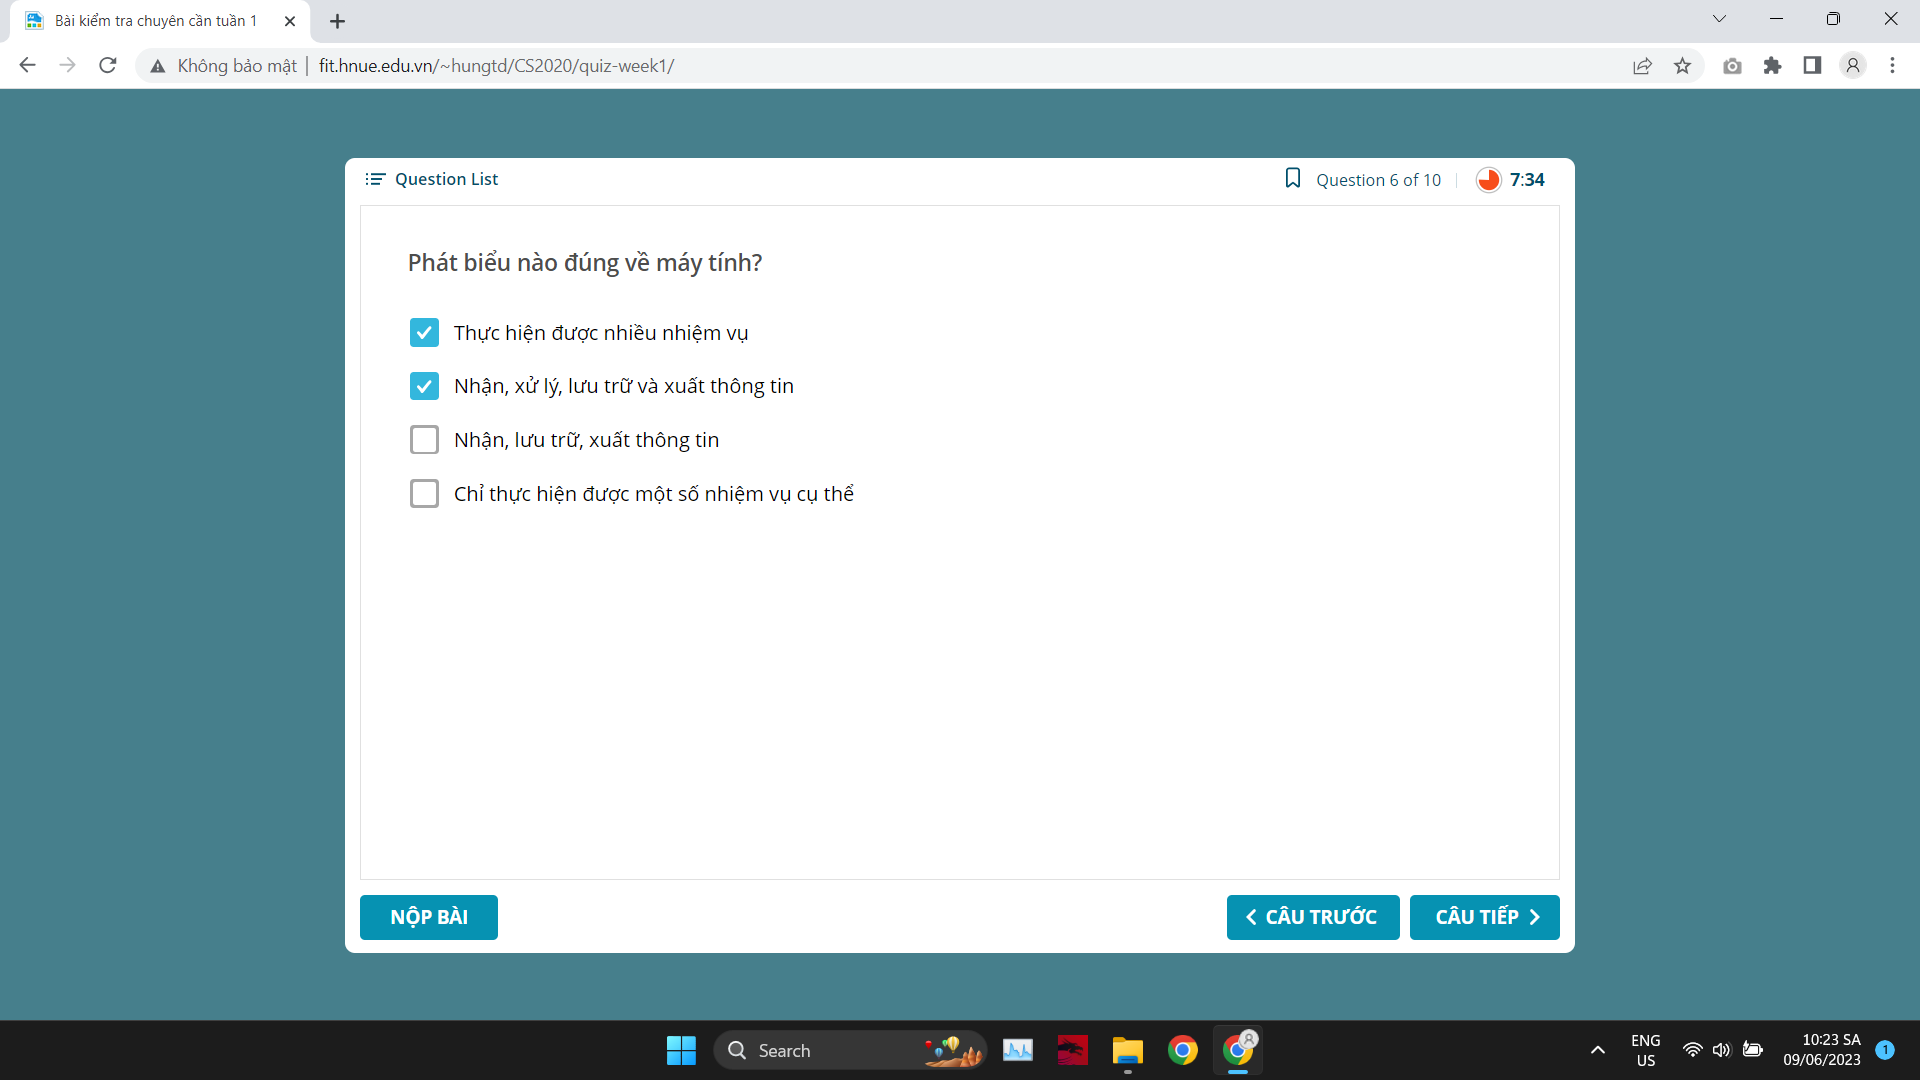 Bài kiểm tra chuyên cần tuần 1
Không bảo mật
fit.hnue.edu.vn/~hungtd/CS2020/quiz-week1/
Question List
Question 6 of 10
7:34
Phát biểu nào đúng về máy tính?
Thực hiện được nhiều nhiệm vụ
Nhận, xử lý, lưu trữ và xuất thông tin
Nhận, lưu trữ, xuất thông tin
Chỉ thực hiện được một số nhiệm vụ cụ thể
NỘP BÀI
CÂU TRƯỚC
CÂU TIẾP
Search
ENG
US
10:23 SA
09/06/2023
1